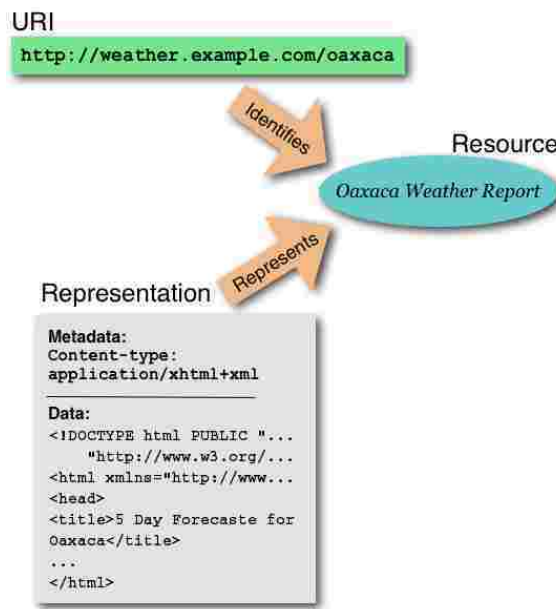 URI
http://weather.example.com/oaxaca
Identifies
Resource
Oaxaca Weather Report
Represents
Representation
Metadata:
Content-type:
application/xhtml+xml
Data:
<!DOCTYPE html PUBLIC "...
"http://www.w3.org/...
<html xmlns="http://www...
<head>
<title>5 Day Forecaste for
Oaxaca</title>
...
</html>